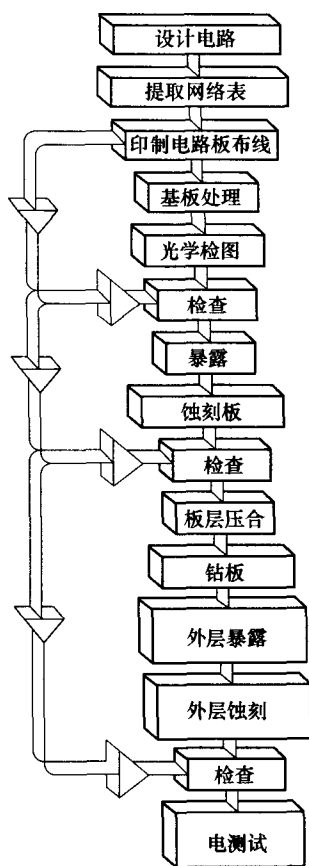 设计电路
提取网络表
印制电路板布线
基板处理
光学检图
检查
暴露
蚀刻板
检查
板层压合
钻板
外层暴露
外层蚀刻
检查
电测试